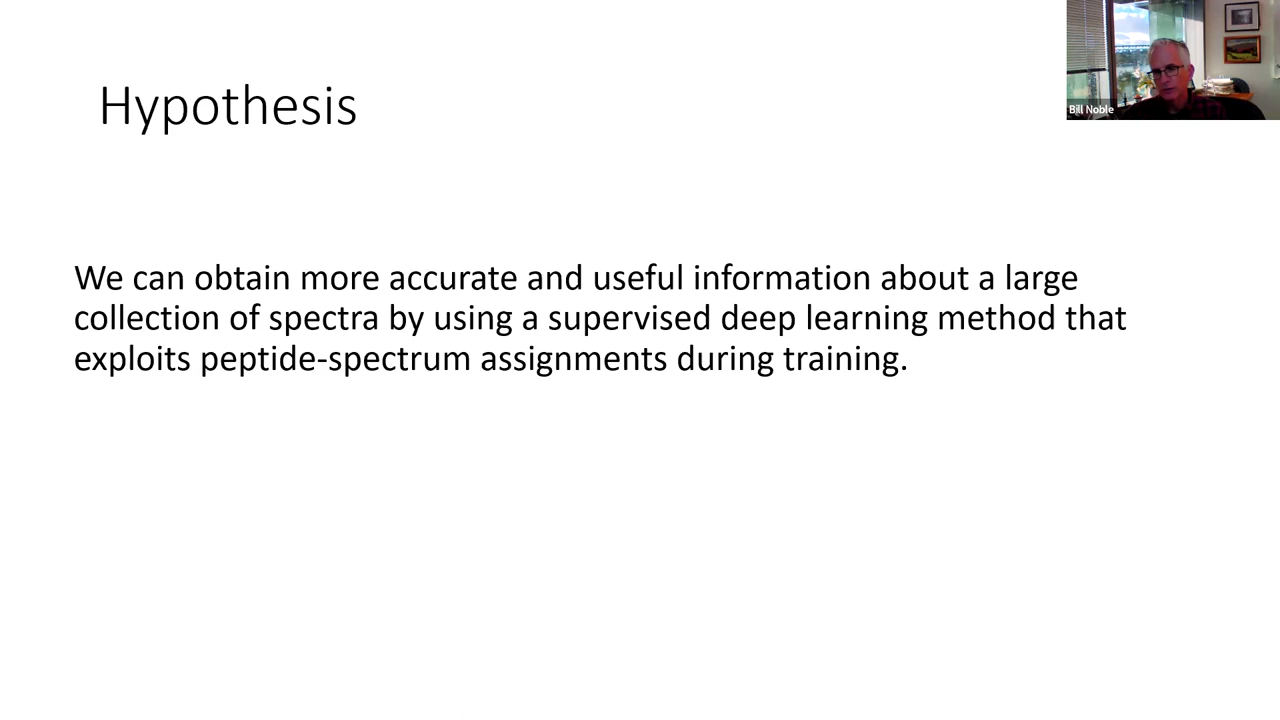 Hypothesis
Bill Noble
We can obtain more accurate and useful information about a large
collection of spectra by using a supervised deep learning method that
exploits peptide-spectrum assignments during training.